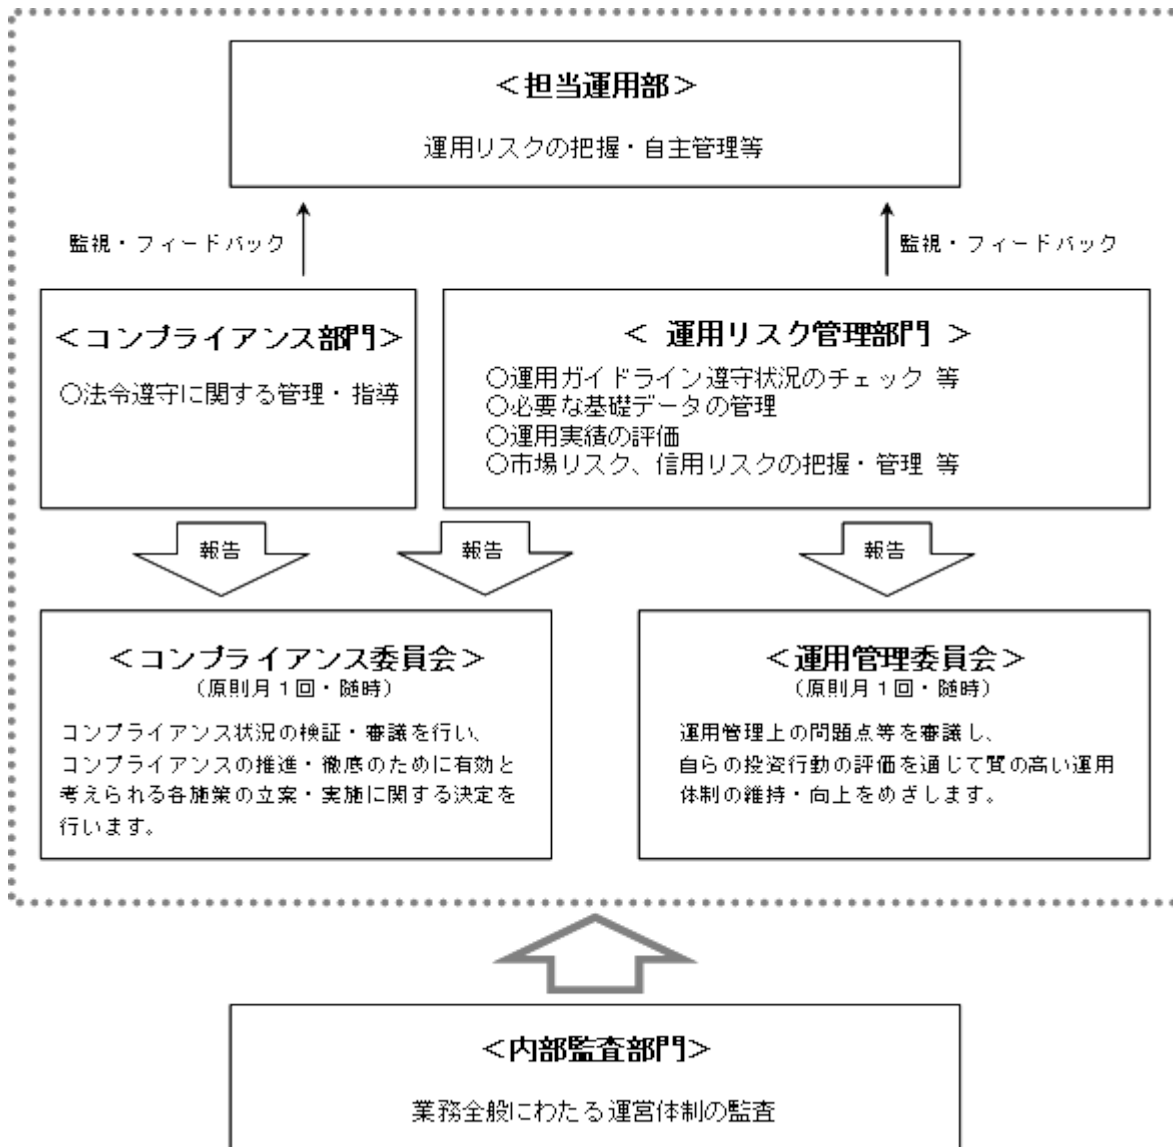 ＜担当運用部＞
運用リスクの把握・自主管理等
監視・フィードバック
監視・フィードバック
＜コンプライアンス部門＞
○法令遵守に関する管理・指導
＜ 運用リスク管理部門 ＞
○運用ガイドライン遵守状況のチェック 等
○必要な基礎データの管理
○運用実績の評価
○市場リスク、信用リスクの把握・管理 等
報告
報告
報告
＜コンプライアンス委員会＞
（原則月１回・随時）
コンプライアンス状況の検証・審議を行い、
コンプライアンスの推進・徹底のために有効と
考えられる各施策の立案・実施に関する決定を
行います。
＜運用管理委員会＞
（原則月１回・随時）
運用管理上の問題点等を審議し、
自らの投資行動の評価を通じて質の高い運用
体制の維持・向上をめざします。
＜内部監査部門＞
業務全般にわたる運営体制の監査